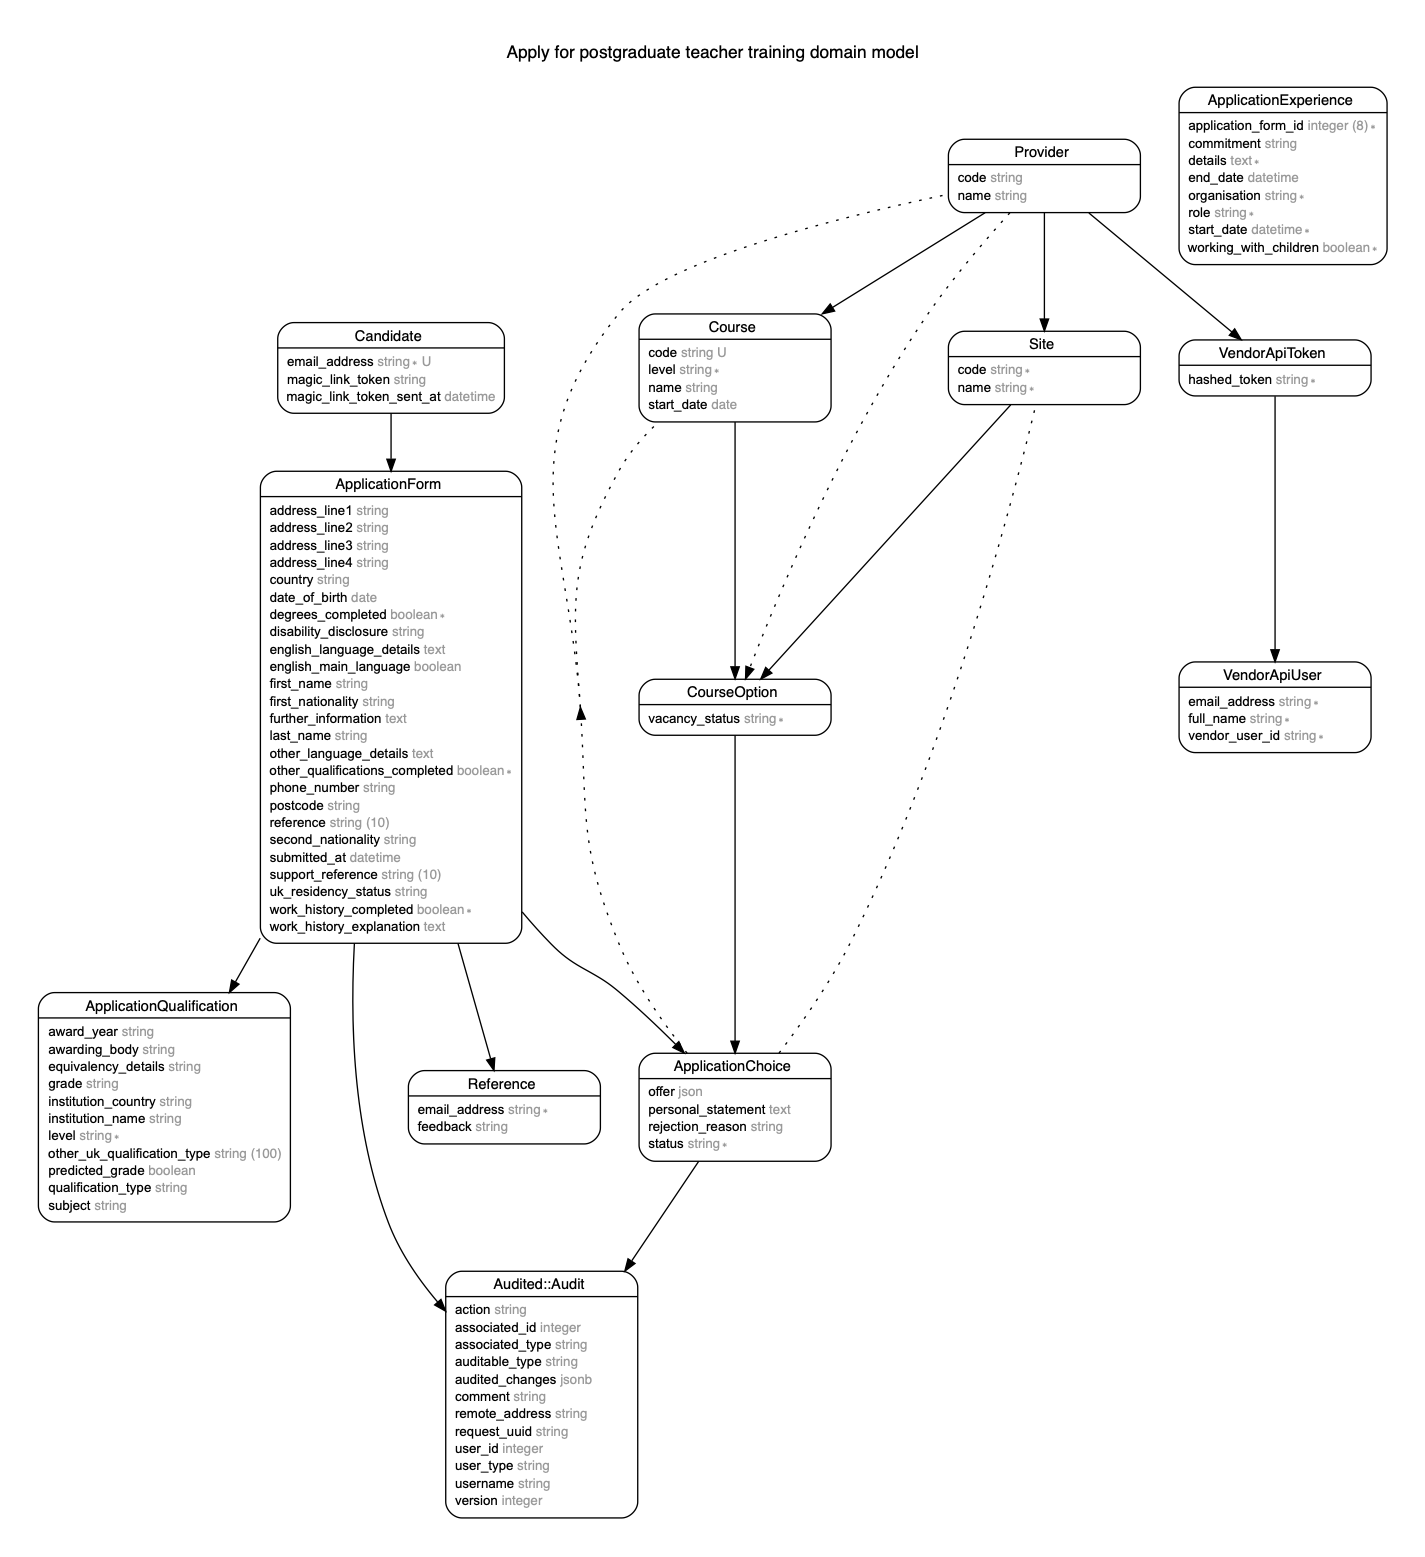 Apply for postgraduate teacher training domain model
ApplicationExperience
application_form_id integer (8) ∗
commitment string
details text ∗
end_date datetime
organisation string ∗
role string ∗
start_date datetime ∗
working_with_children boolean ∗
Provider
code string
name string
Course
code string U
level string ∗
name string
start_date date
Site
code string ∗
name string ∗
VendorApiToken
hashed_token string ∗
Candidate
email_address string ∗ U
magic_link_token string
magic_link_token_sent_at datetime
ApplicationForm
address_line1 string
address_line2 string
address_line3 string
address_line4 string
country string
date_of_birth date
degrees_completed boolean ∗
disability_disclosure string
english_language_details text
english_main_language boolean
first_name string
first_nationality string
further_information text
last_name string
other_language_details text
other_qualifications_completed boolean ∗
phone_number string
postcode string
reference string (10)
second_nationality string
submitted_at datetime
support_reference string (10)
uk_residency_status string
work_history_completed boolean ∗
work_history_explanation text
CourseOption
vacancy_status string ∗
VendorApiUser
email_address string ∗
full_name string ∗
vendor_user_id string ∗
ApplicationQualification
award_year string
awarding_body string
equivalency_details string
grade string
institution_country string
institution_name string
level string ∗
other_uk_qualification_type string (100)
predicted_grade boolean
qualification_type string
subject string
Reference
email_address string ∗
feedback string
ApplicationChoice
offer json
personal_statement text
rejection_reason string
status string ∗
Audited::Audit
action string
associated_id integer
associated_type string
auditable_type string
audited_changes jsonb
comment string
remote_address string
request_uuid string
user_id integer
user_type string
username string
version integer